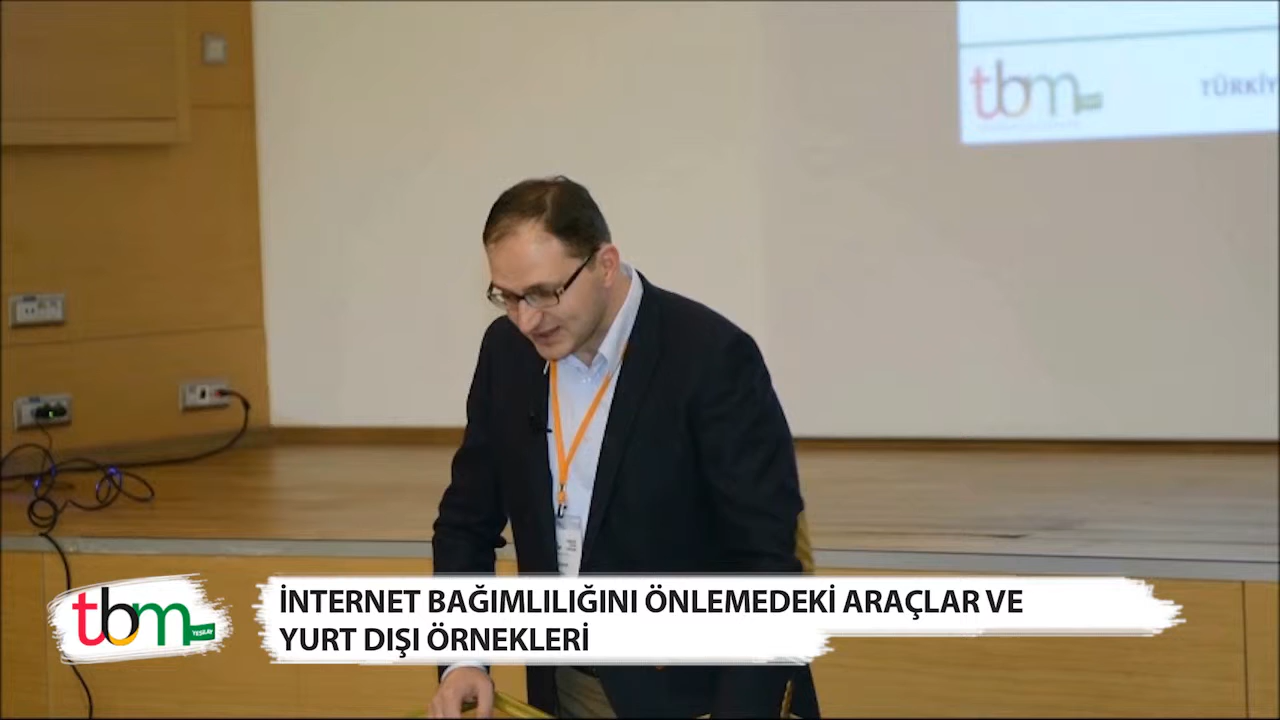 tbm
TÜRKİY
tbm
YEŞİLAY
İNTERNET BAĞIMLILIĞINI ÖNLEMEDEKİ ARAÇLAR VE
YURT DIŞI ÖRNEKLERİ